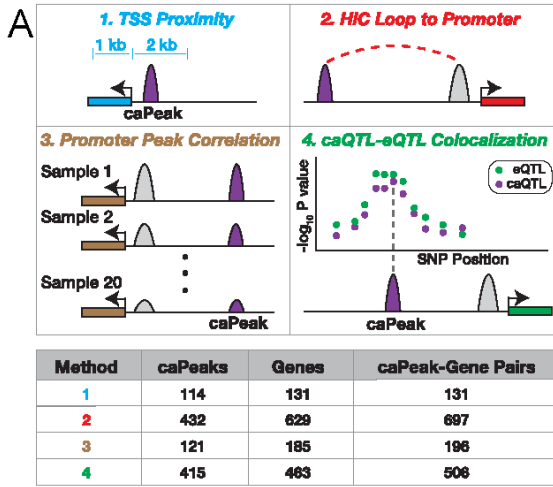 A
1. TSS Proximity
1 kb 2 kb
caPeak
2. HiC Loop to Promoter
3. Promoter Peak Correlation
Sample 1
Sample 2
Sample 20
caPeak
4. caQTL-eQTL Colocalization
eQTL
caQTL
-log10 P value
SNP Position
caPeak
Method caPeaks Genes caPeak-Gene Pairs
1 114 131 131
2 432 629 697
3 121 185 196
4 415 463 506